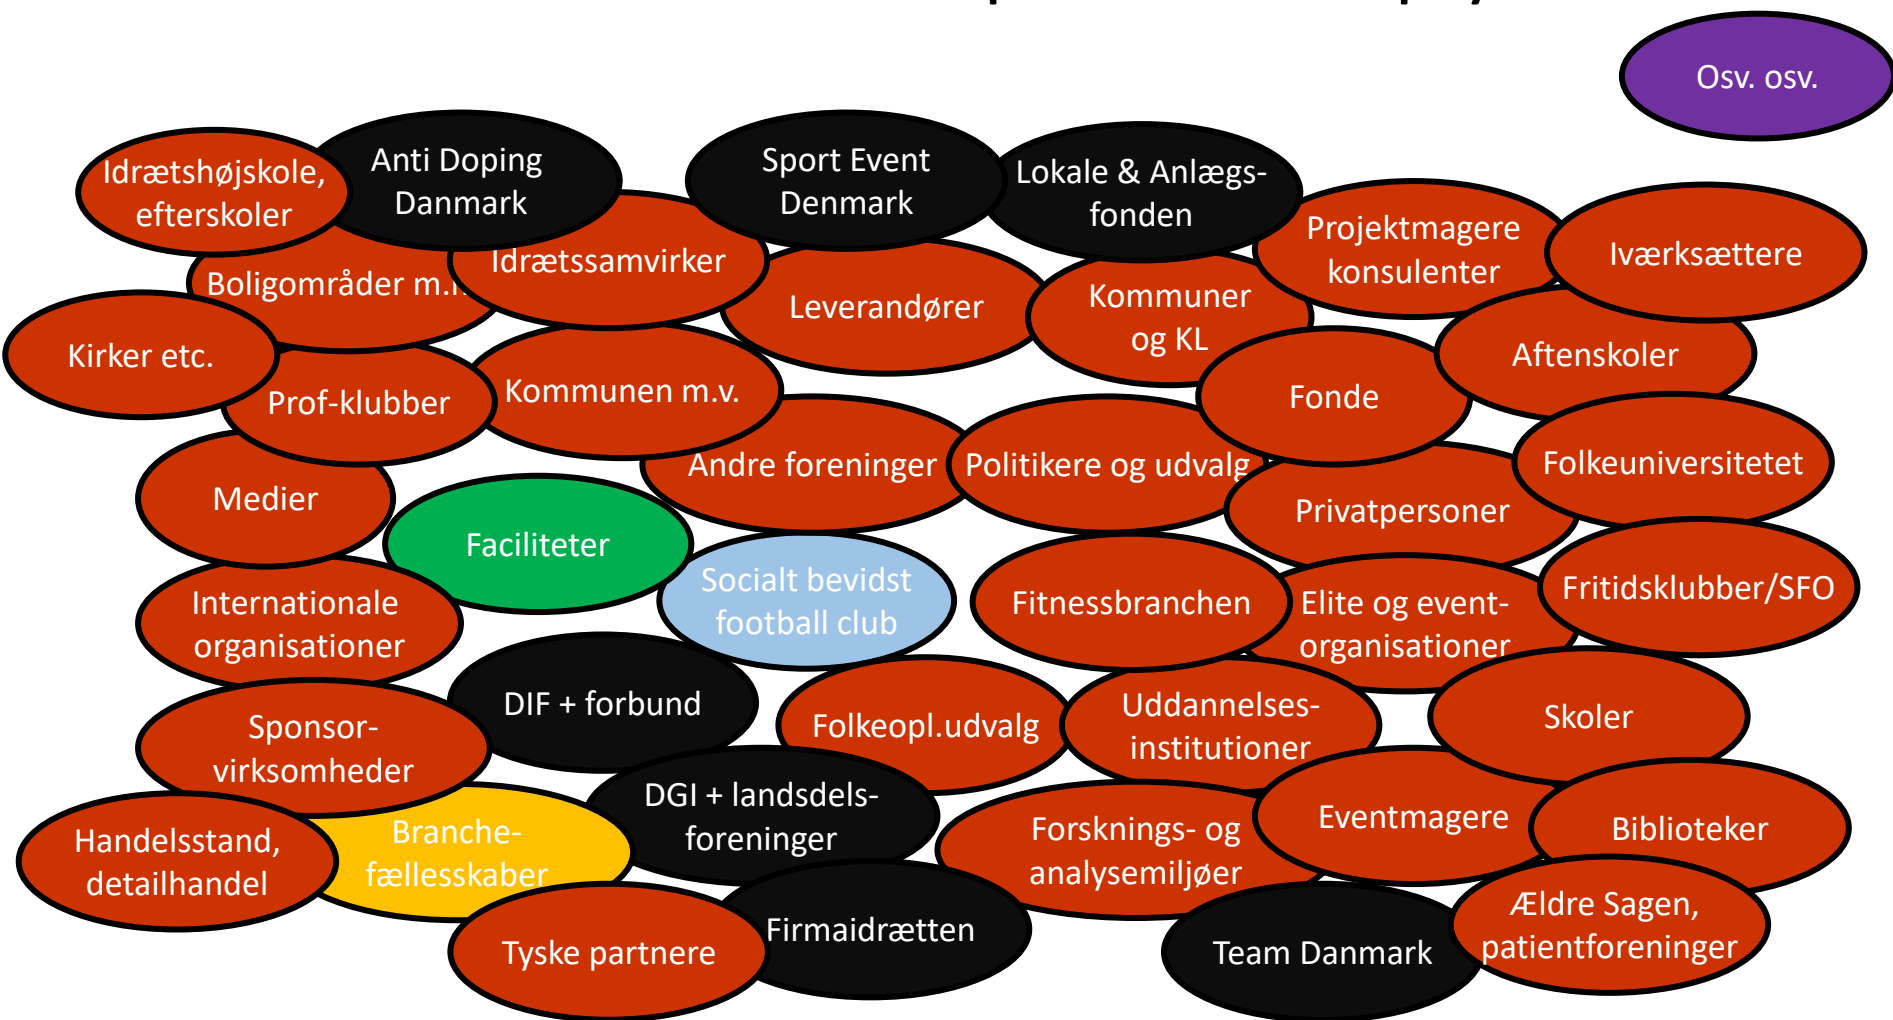 Osv. osv.
Idrætshøjskole,
efterskoler
Anti Doping
Danmark
Sport Event
Denmark
Lokale & Anlægs-
fonden
Projektmagere
konsulenter
Iværksættere
Boligområder m.
Idrætssamvirker
Leverandører
Kommuner
og KL
Kirker etc.
Prof-klubber
Kommunen m.v.
Fonde
Aftenskoler
Medier
Andre foreninger
Politikere og udvalg
Privatpersoner
Folkeuniversitetet
Faciliteter
Socialt bevidst
football club
Fitnessbranchen
Elite og event-
organisationer
Fritidsklubber/SFO
Internationale
organisationer
DIF + forbund
Folkeopl.udvalg
Uddannelses-
institutioner
Skoler
Sponsor-
virksomheder
DGI + landsdels-
foreninger
Handelsstand,
detailhandel
Branche-
fællesskaber
Forsknings- og
analysemiljøer
Eventmagere
Biblioteker
Tyske partnere
Firmaidrætten
Team Danmark
Ældre Sagen,
patientforeninger